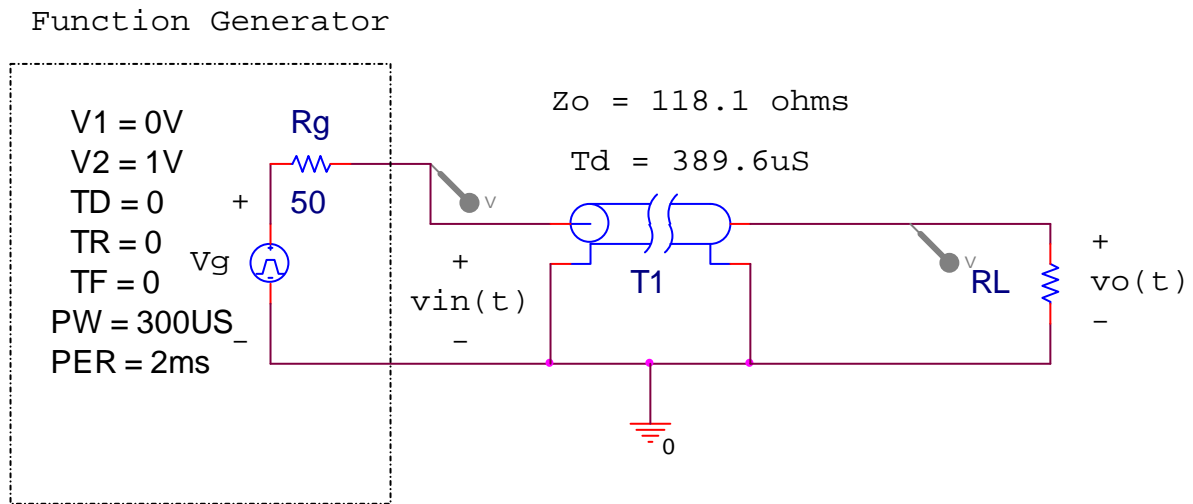 Function Generator
Zo = 118.1 ohms
Td = 389.6uS
V1 = 0V
V2 = 1V
TD = 0
TR = 0
TF = 0
PW = 300US
PER = 2ms
Rg
50
+
Vg
−
V
+
vin(t)
−
T1
V
RL
+
vo(t)
−
0